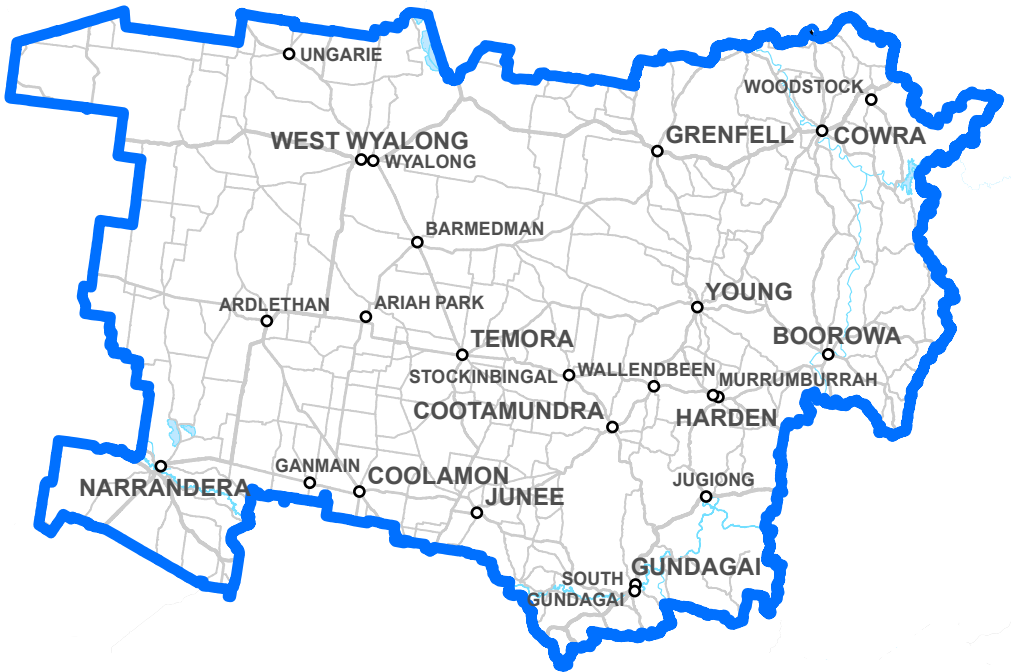 UNGARIE
WOODSTOCK
GRENFELL
COWRA
WEST WYALONG
WYALONG
BARMEDMAN
YOUNG
ARDLETHAN
ARIAH PARK
TEMORA
BOOROWA
STOCKINBINGAL
WALLENDBEEN
MURRUMBURRAH
COOTAMUNDRA
HARDEN
GANMAIN
COOLAMON
NARRANDERA
JUNEE
JUGIONG
GUNDAGAI
SOUTH
GUNDAGAI